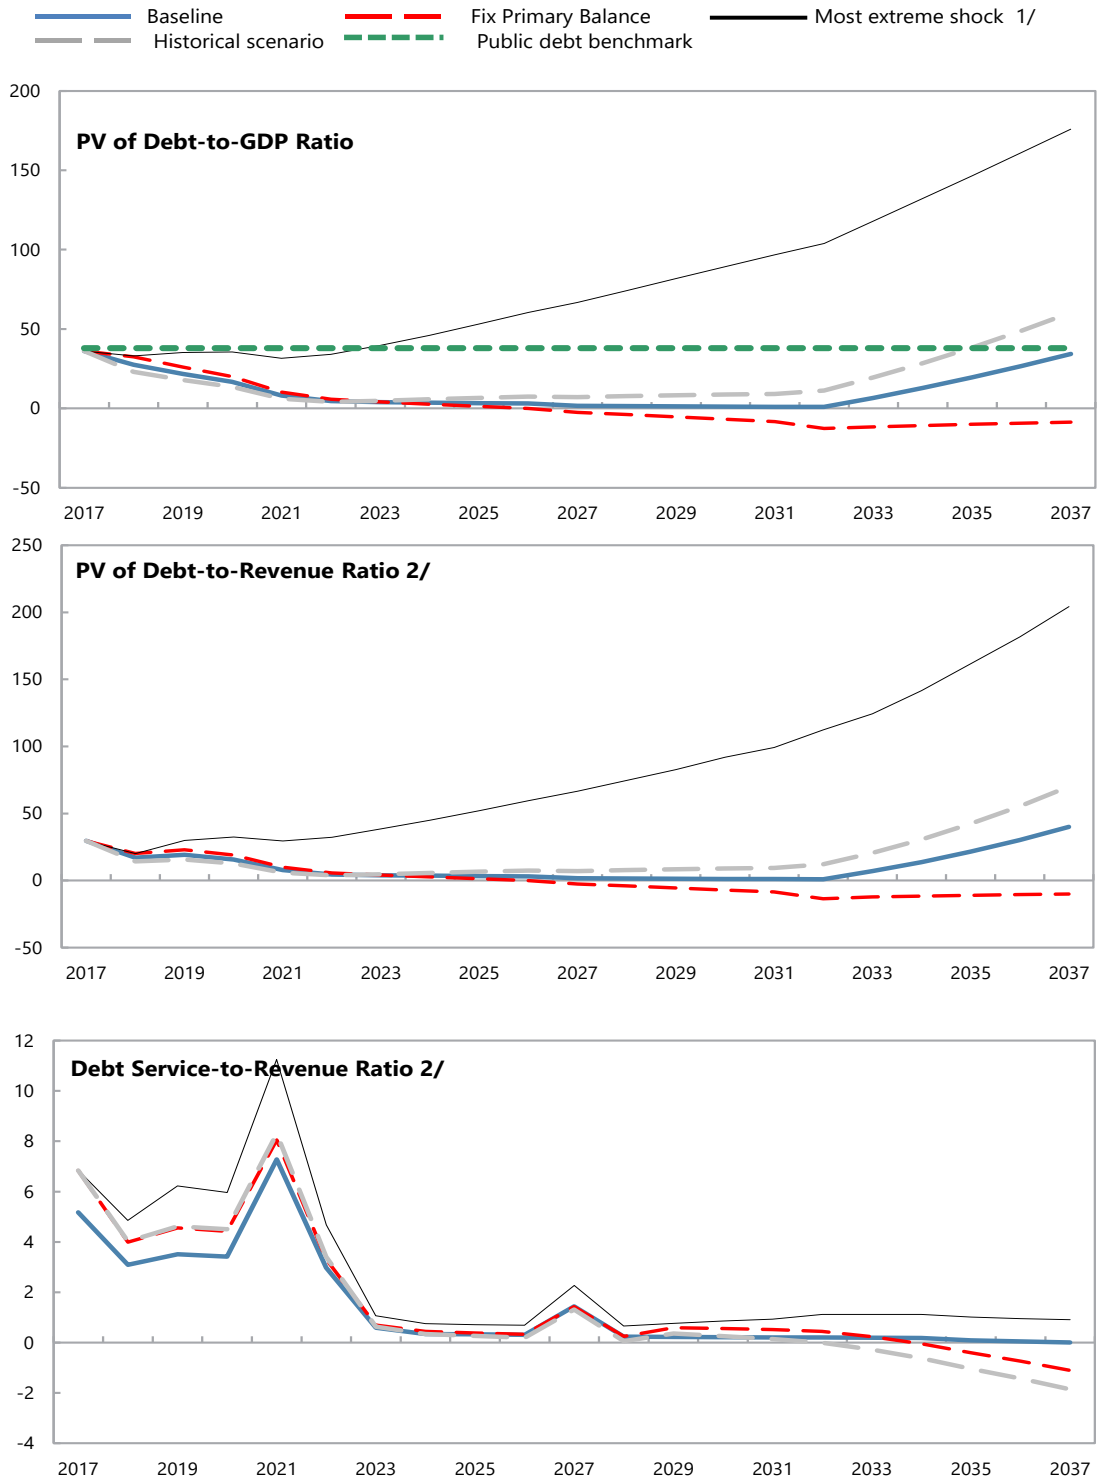 Baseline Fix Primary Balance Most extreme shock 1/
Historical scenario Public debt benchmark
200
PV of Debt-to-GDP Ratio
150
100
50
0
-50
2017 2019 2021 2023 2025 2027 2029 2031 2033 2035 2037
250
PV of Debt-to-Revenue Ratio 2/
200
150
100
50
0
-50
2017 2019 2021 2023 2025 2027 2029 2031 2033 2035 2037
12
Debt Service-to-Revenue Ratio 2/
10
8
6
4
2
0
-2
-4
2017 2019 2021 2023 2025 2027 2029 2031 2033 2035 2037